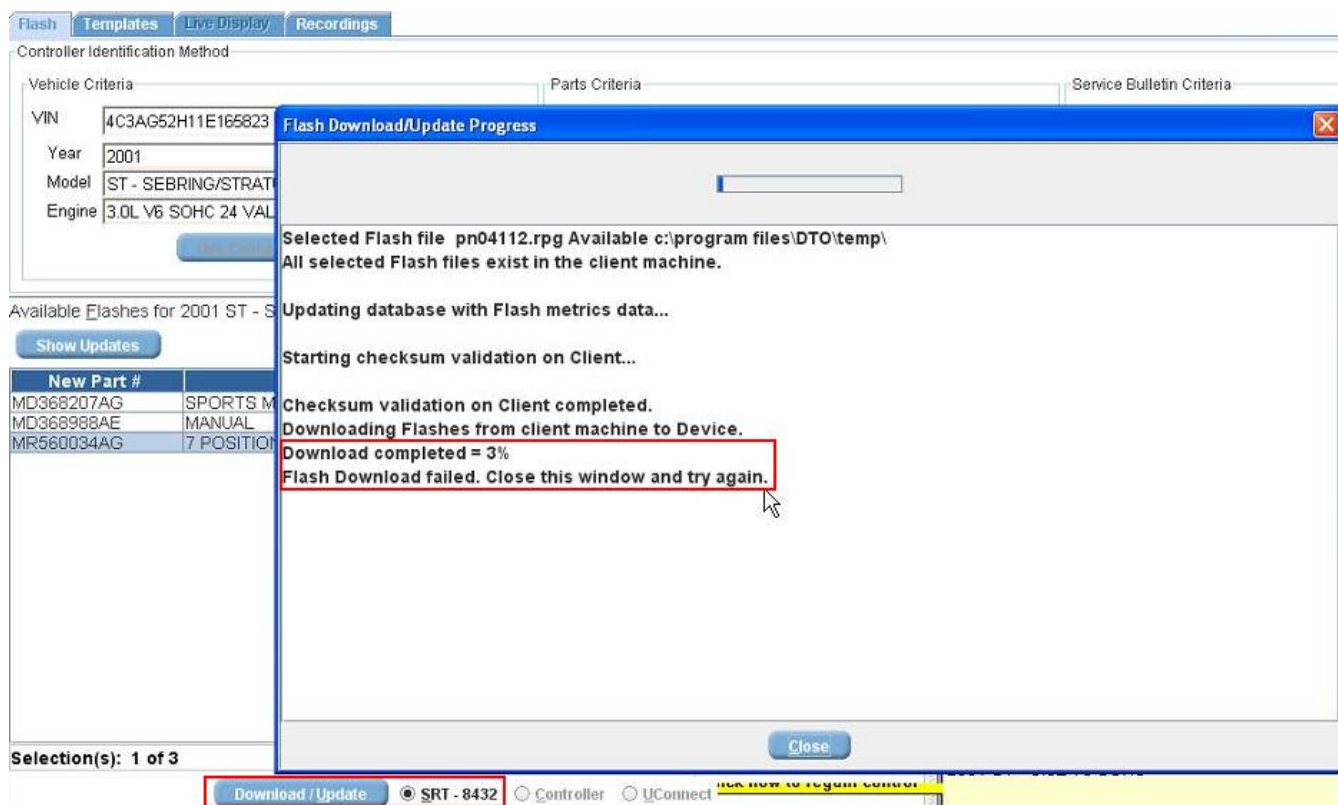 Flash Templates Live Display Recordings
Controller Identification Method
Vehicle Criteria Parts Criteria Service Bulletin Criteria
VIN 4C3AG52H11E165823
Year 2001
Model ST - SEBRING/STRAT
Engine 3.0L V6 SOHC 24 VAL
Flash Download/Update Progress
Selected Flash file pn04112.rpg Available c:\program files\DTO\temp\
All selected Flash files exist in the client machine.
Updating database with Flash metrics data...
Starting checksum validation on Client...
Checksum validation on Client completed.
Downloading Flashes from client machine to Device.
Download completed = 3%
Flash Download failed. Close this window and try again.
Close
Available Flashes for 2001 ST - S
Show Updates
New Part #
MD368207AG SPORTS M
MD368988AE MANUAL
MR560034AG 7 POSITION
Selection(s): 1 of 3
Download / Update SRT - 8432 Controller UConnect
now to regain control